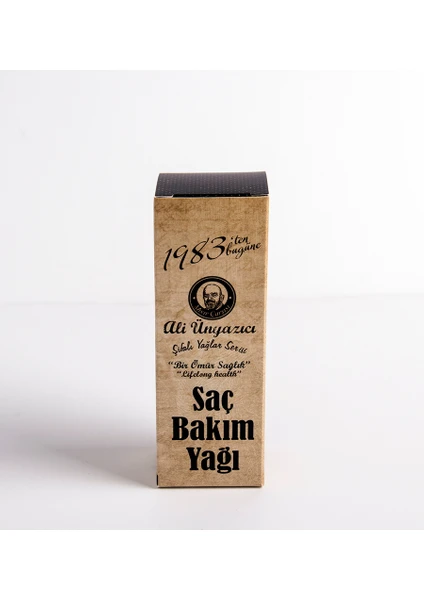 1983'ten
bugüne
Ali Ünyazıcı
Şifalı Yağlar Serisi
"Bir Ömür Sağlık"
"Lifelong health"
Saç
Bakım
Yağı